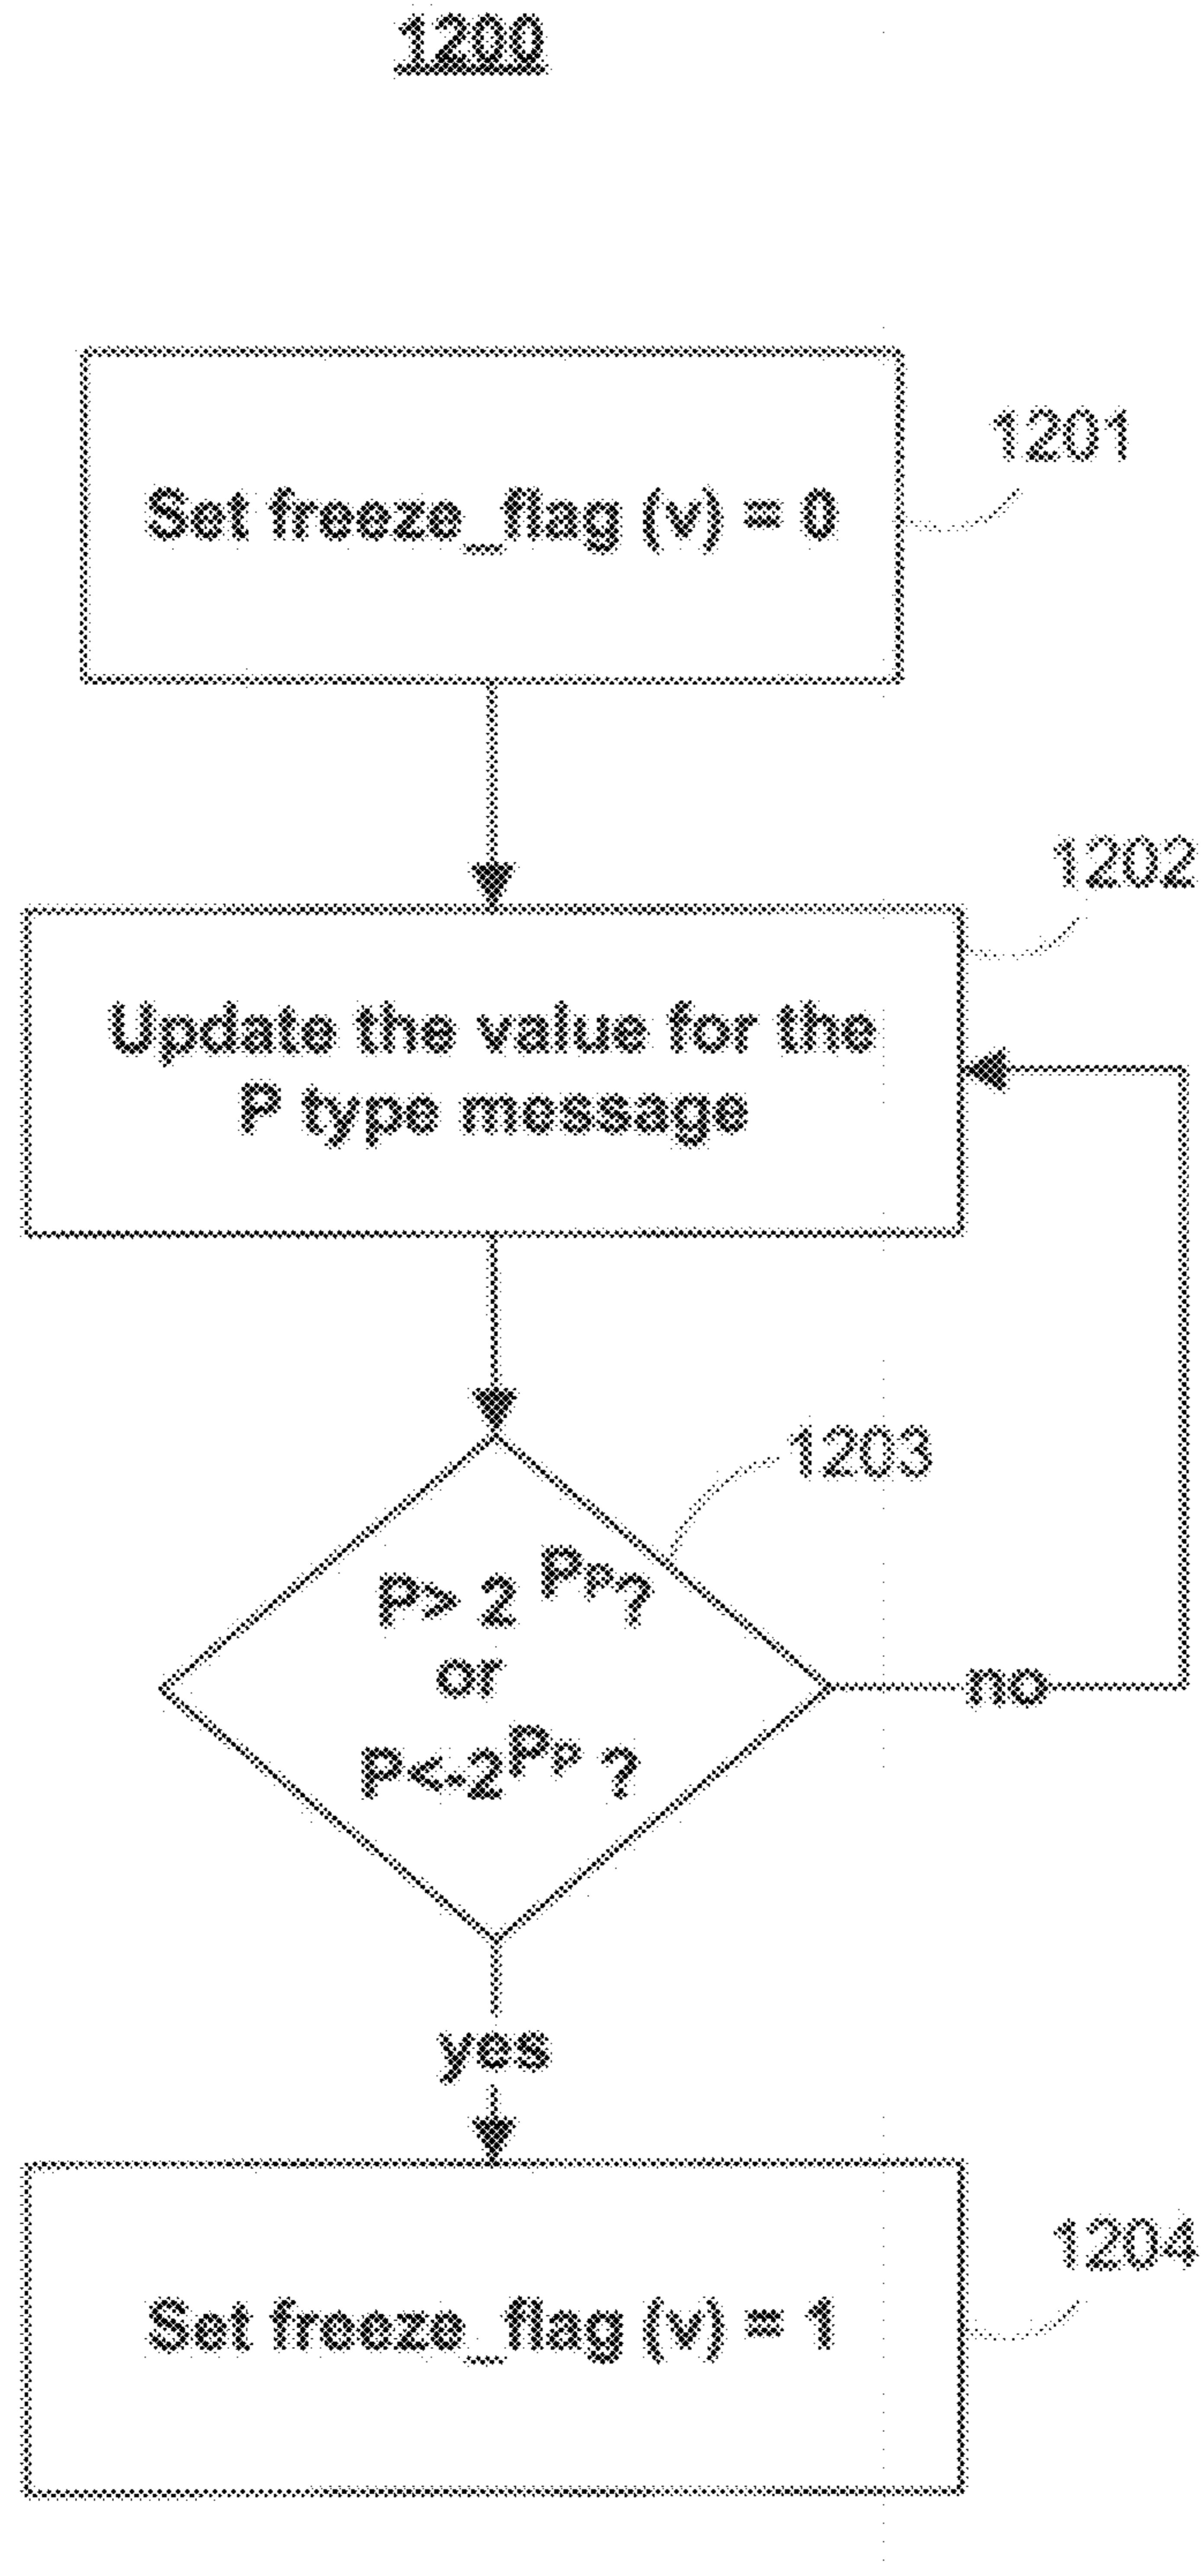 1200
Set freeze_flag (v) = 0
1201
1202
Update the value for the
P type message
1203
P> 2 Pp?
or
P<-2Pp ?
no
yes
Set freeze_flag (v) = 1
1204